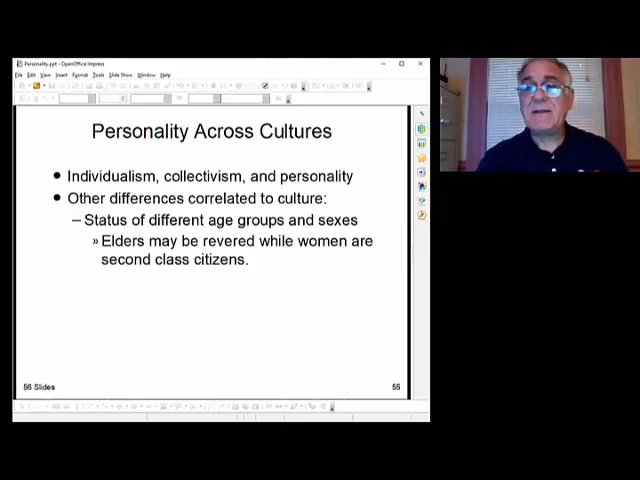 Personality.ppt - OpenOffice Impress
File Edit View Insert Format Tools Slide Show Window Help
Personality Across Cultures
● Individualism, collectivism, and personality
● Other differences correlated to culture:
– Status of different age groups and sexes
» Elders may be revered while women are
second class citizens.
56 Slides
55